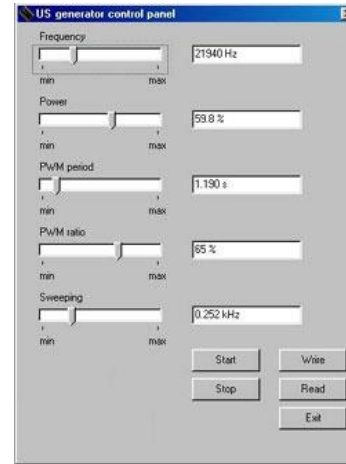 US generator control panel
Frequency
21940 Hz
min max
Power
59.8 %
min max
PWM period
1.190 s
min max
PWM ratio
65 %
min max
Sweeping
0.252 kHz
min max
Start Write
Stop Read
Exit